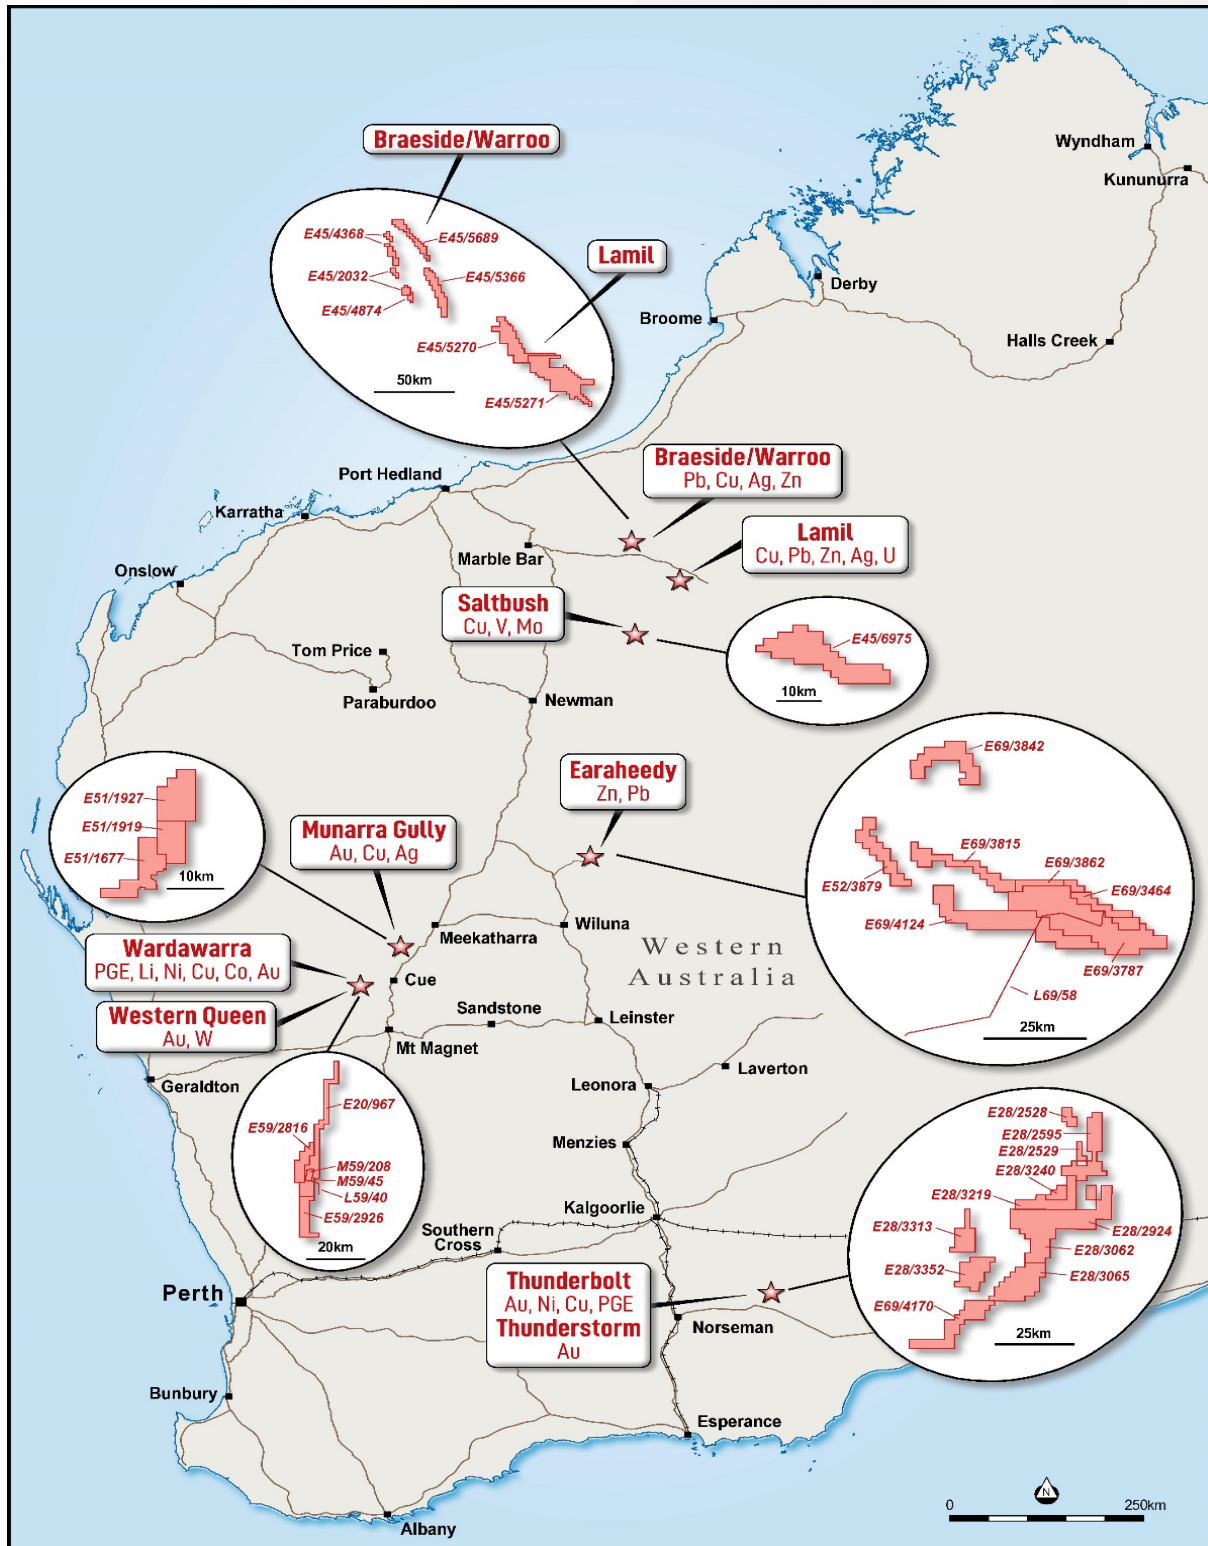 Wyndham
Kununurra
Braeside/Warroo
E45/4368
E45/5689
E45/2032
E45/5366
E45/4874
E45/5270
50km
E45/5271
Lamil
Derby
Broome
Halls Creek
Port Hedland
Karratha
Onslow
Marble Bar
Braeside/Warroo
Pb, Cu, Ag, Zn
Lamil
Cu, Pb, Zn, Ag, U
Saltbush
Cu, V, Mo
E45/6975
10km
Tom Price
Paraburdoo
Newman
E51/1927
E51/1919
E51/1677
10km
Munarra Gully
Au, Cu, Ag
Earaheedy
Zn, Pb
E69/3842
E69/3815
E69/3862
E52/3879
E69/3464
E69/4124
E69/3787
L69/58
25km
Meekatharra
Wiluna
Western
Australia
Wardawarra
PGE, Li, Ni, Cu, Co, Au
Cue
Western Queen
Au, W
Sandstone
Leinster
Mt Magnet
Geraldton
Laverton
Leonora
E20/967
E59/2816
M59/208
M59/45
L59/40
E59/2926
20km
Menzies
Kalgoorlie
Southern
Cross
E28/2528
E28/2595
E28/2529
E28/3240
E28/3219
E28/3313
E28/2924
E28/3062
E28/3352
E28/3065
E69/4170
25km
Perth
Thunderbolt
Au, Ni, Cu, PGE
Thunderstorm
Au
Norseman
Bunbury
Esperance
Albany
N
0 250km